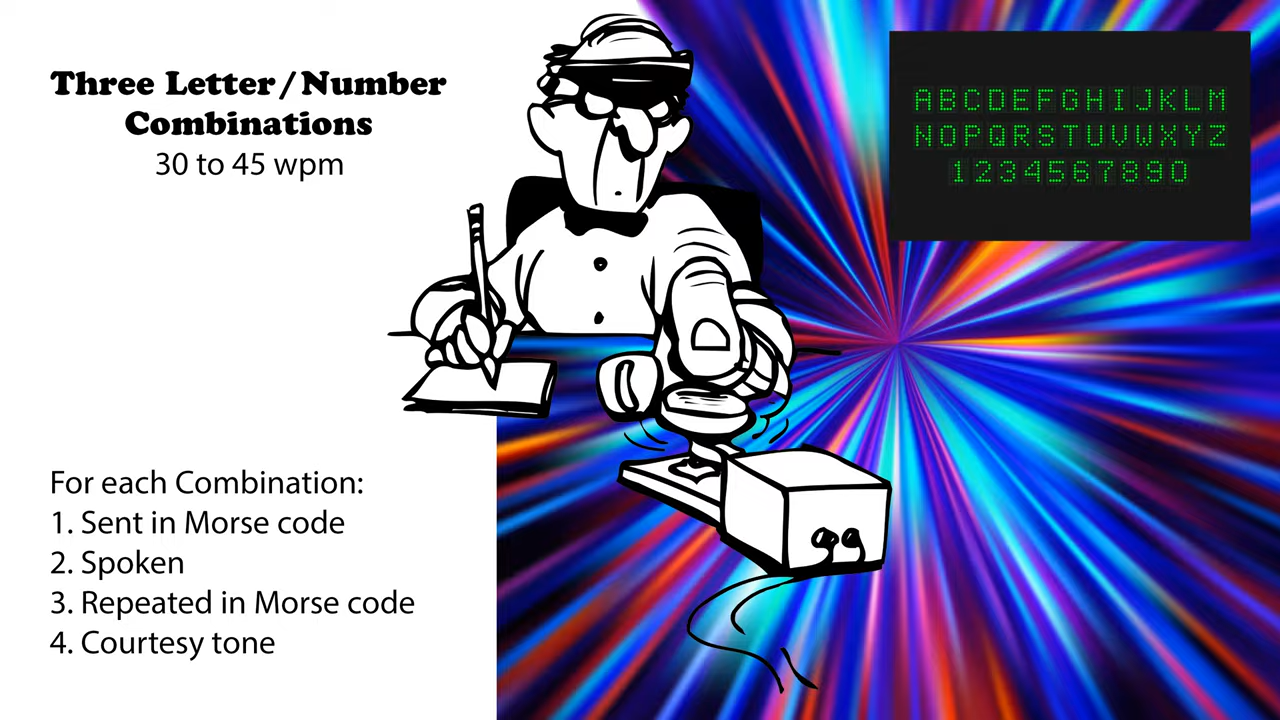 Three Letter/Number
Combinations
30 to 45 wpm
ABCDEFGHIJKLM
NOPQRSTUVWXYZ
1234567890
For each Combination:
1. Sent in Morse code
2. Spoken
3. Repeated in Morse code
4. Courtesy tone